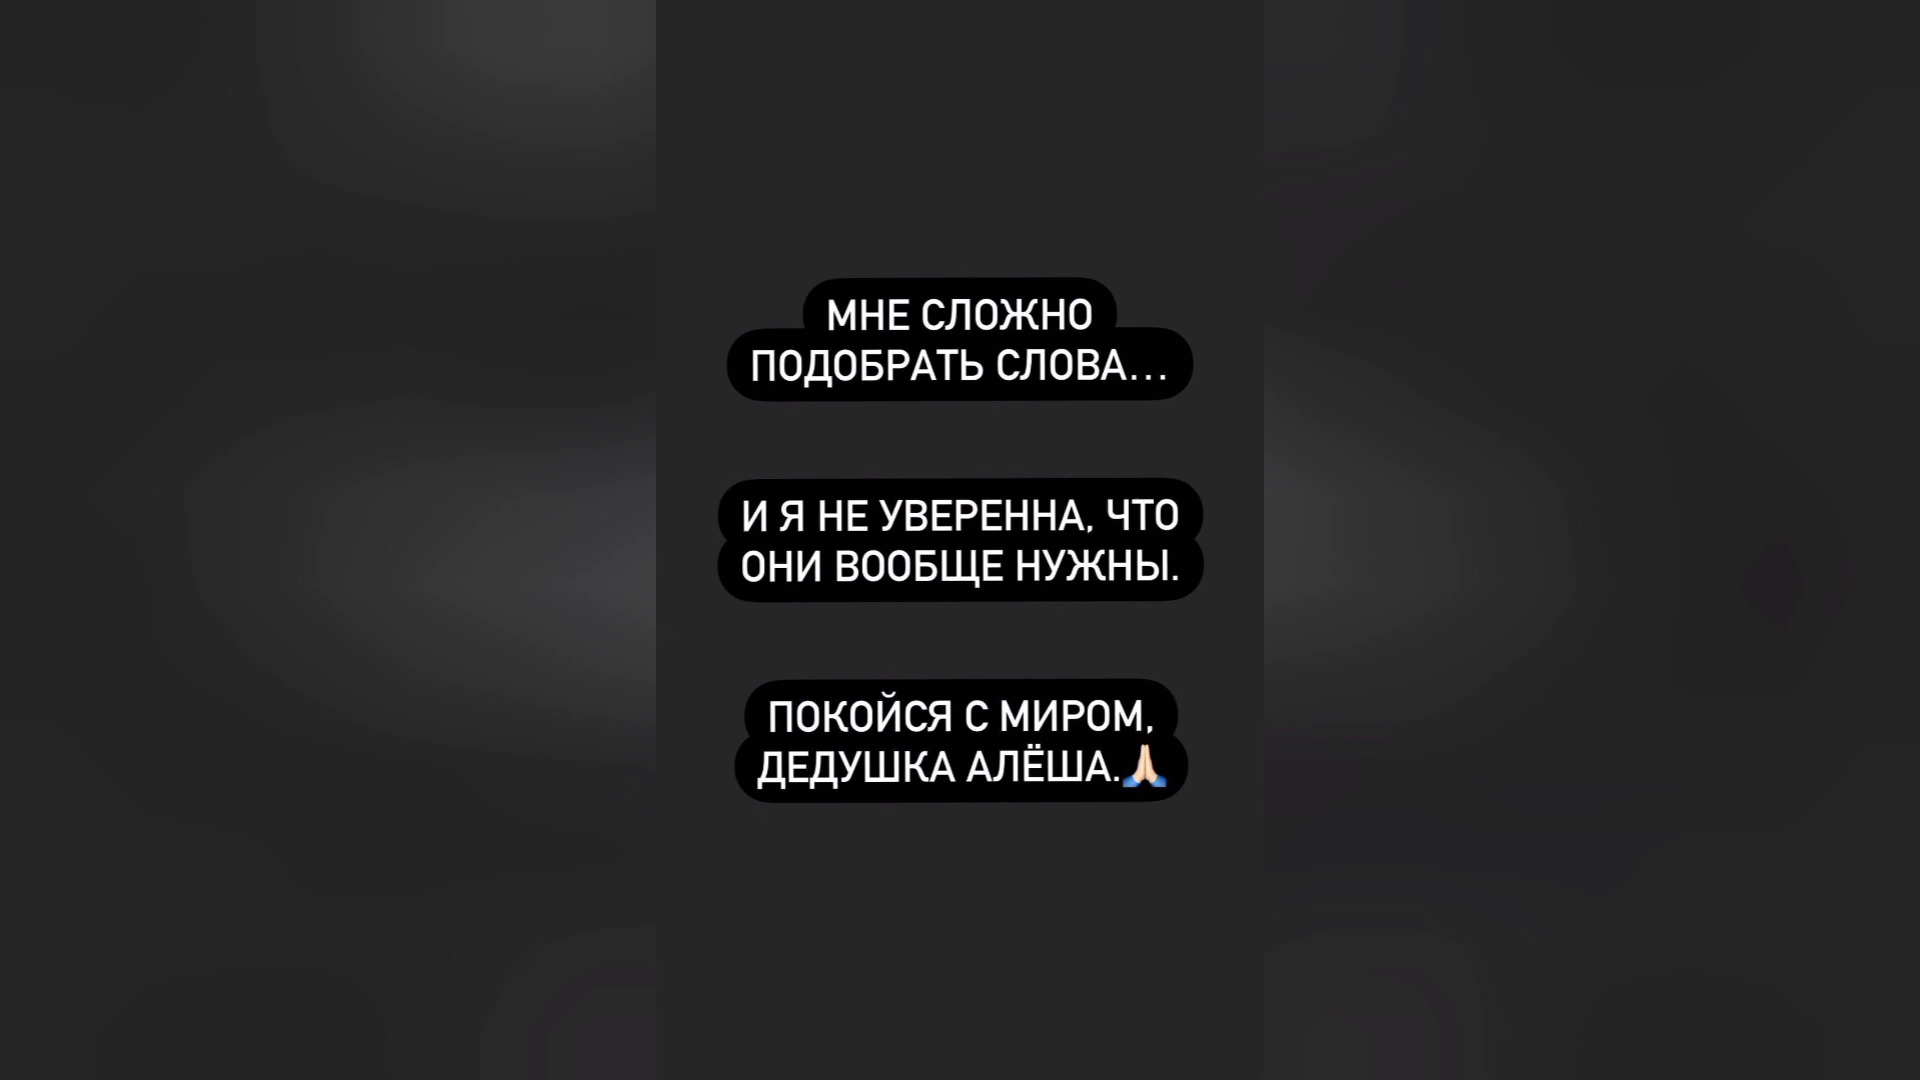 МНЕ СЛОЖНО
ПОДОБРАТЬ СЛОВА...
И Я НЕ УВЕРЕННА, ЧТО
ОНИ ВООБЩЕ НУЖНЫ.
ПОКОЙСЯ С МИРОМ,
ДЕДУШКА АЛЁША.🙏🏻